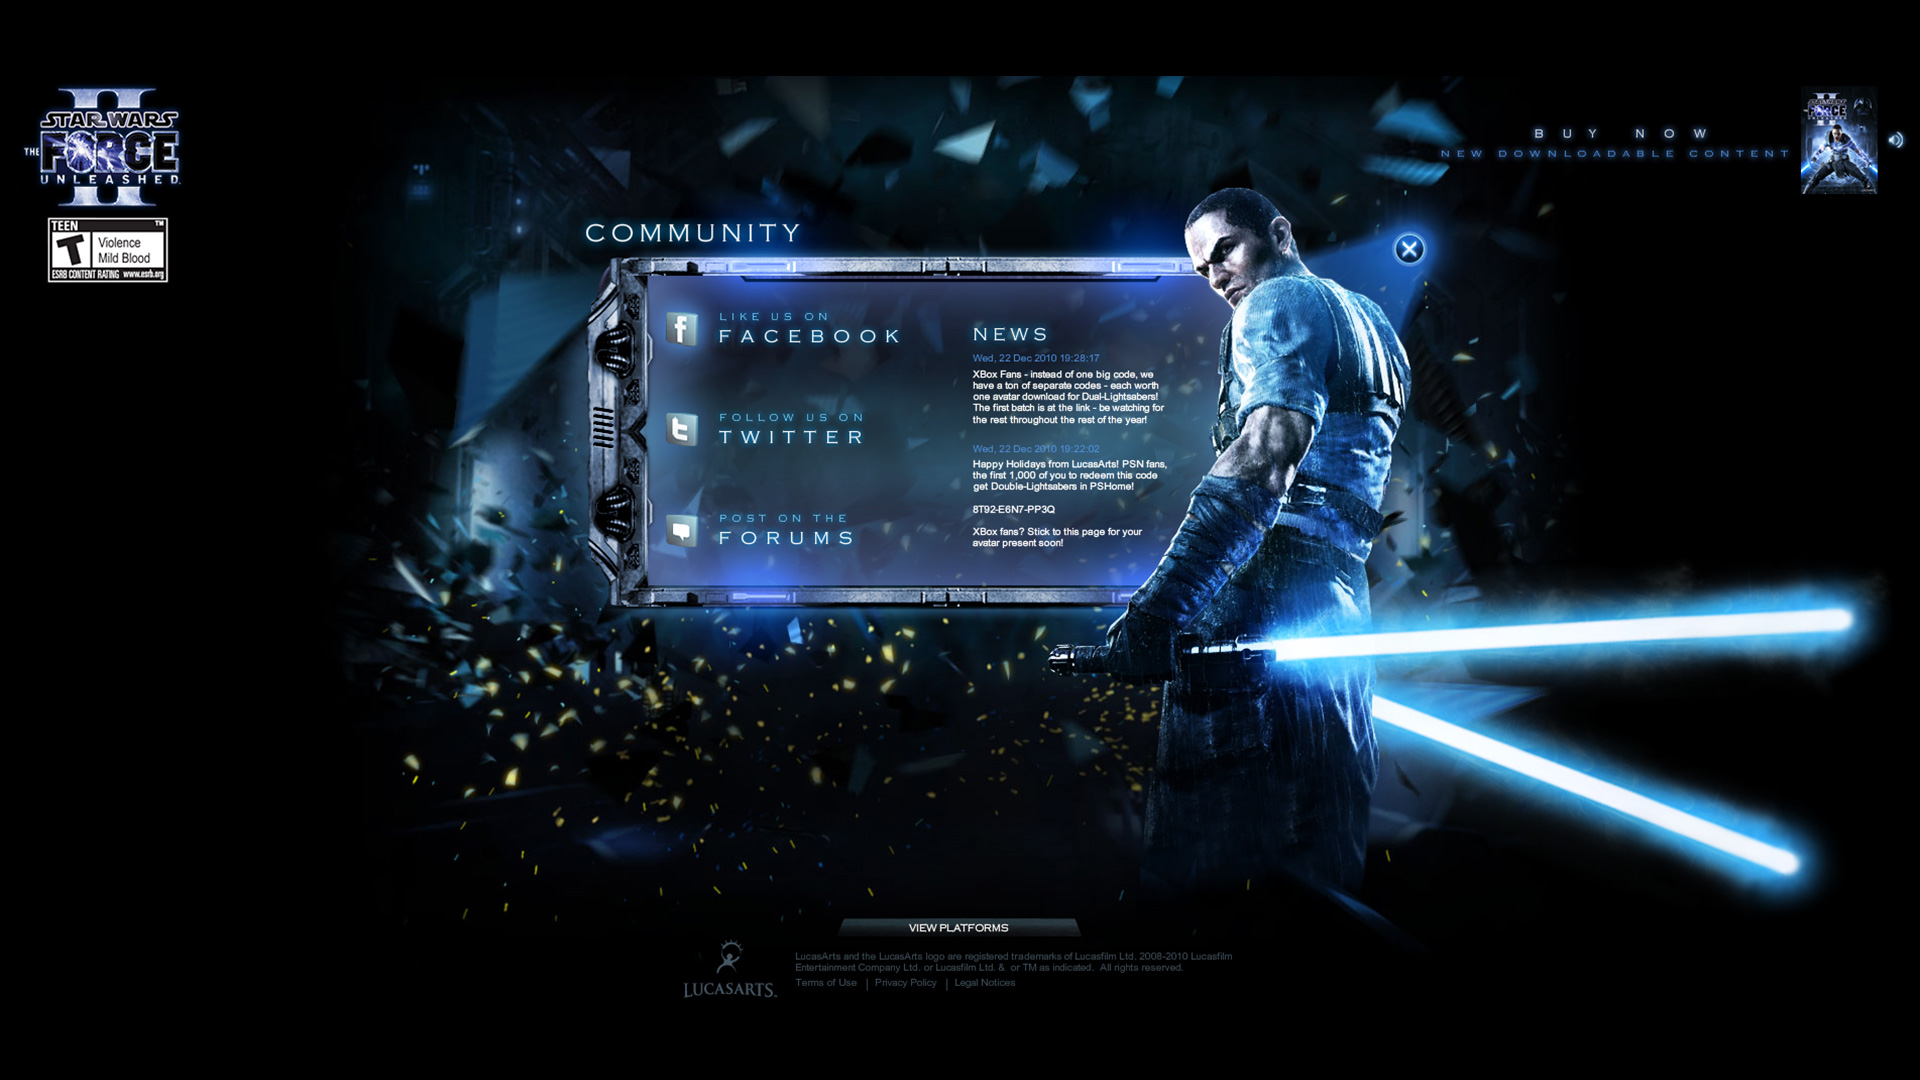 II
STAR WARS
THE FORCE
UNLEASHED
TEEN
T
Violence
Mild Blood
ESRB CONTENT RATING www.esrb.org
BUY NOW
NEW DOWNLOADABLE CONTENT
COMMUNITY
LIKE US ON
FACEBOOK
FOLLOW US ON
TWITTER
POST ON THE
FORUMS
NEWS
Wed, 22 Dec 2010 19:28:17
XBox Fans - instead of one big code, we
have a ton of separate codes - each worth
one avatar download for Dual-Lightsabers!
The first batch is at the link - be watching for
the rest throughout the rest of the year!
Wed, 22 Dec 2010 19:22:02
Happy Holidays from LucasArts! PSN fans,
the first 1,000 of you to redeem this code
get Double-Lightsabers in PSHome!
8T92-E6N7-PP3Q
XBox fans? Stick to this page for your
avatar present soon!
VIEW PLATFORMS
LUCASARTS
LucasArts and the LucasArts logo are registered trademarks of Lucasfilm Ltd. 2008-2010 Lucasfilm
Entertainment Company Ltd. or Lucasfilm Ltd. & or TM as indicated. All rights reserved.
Terms of Use | Privacy Policy | Legal Notices